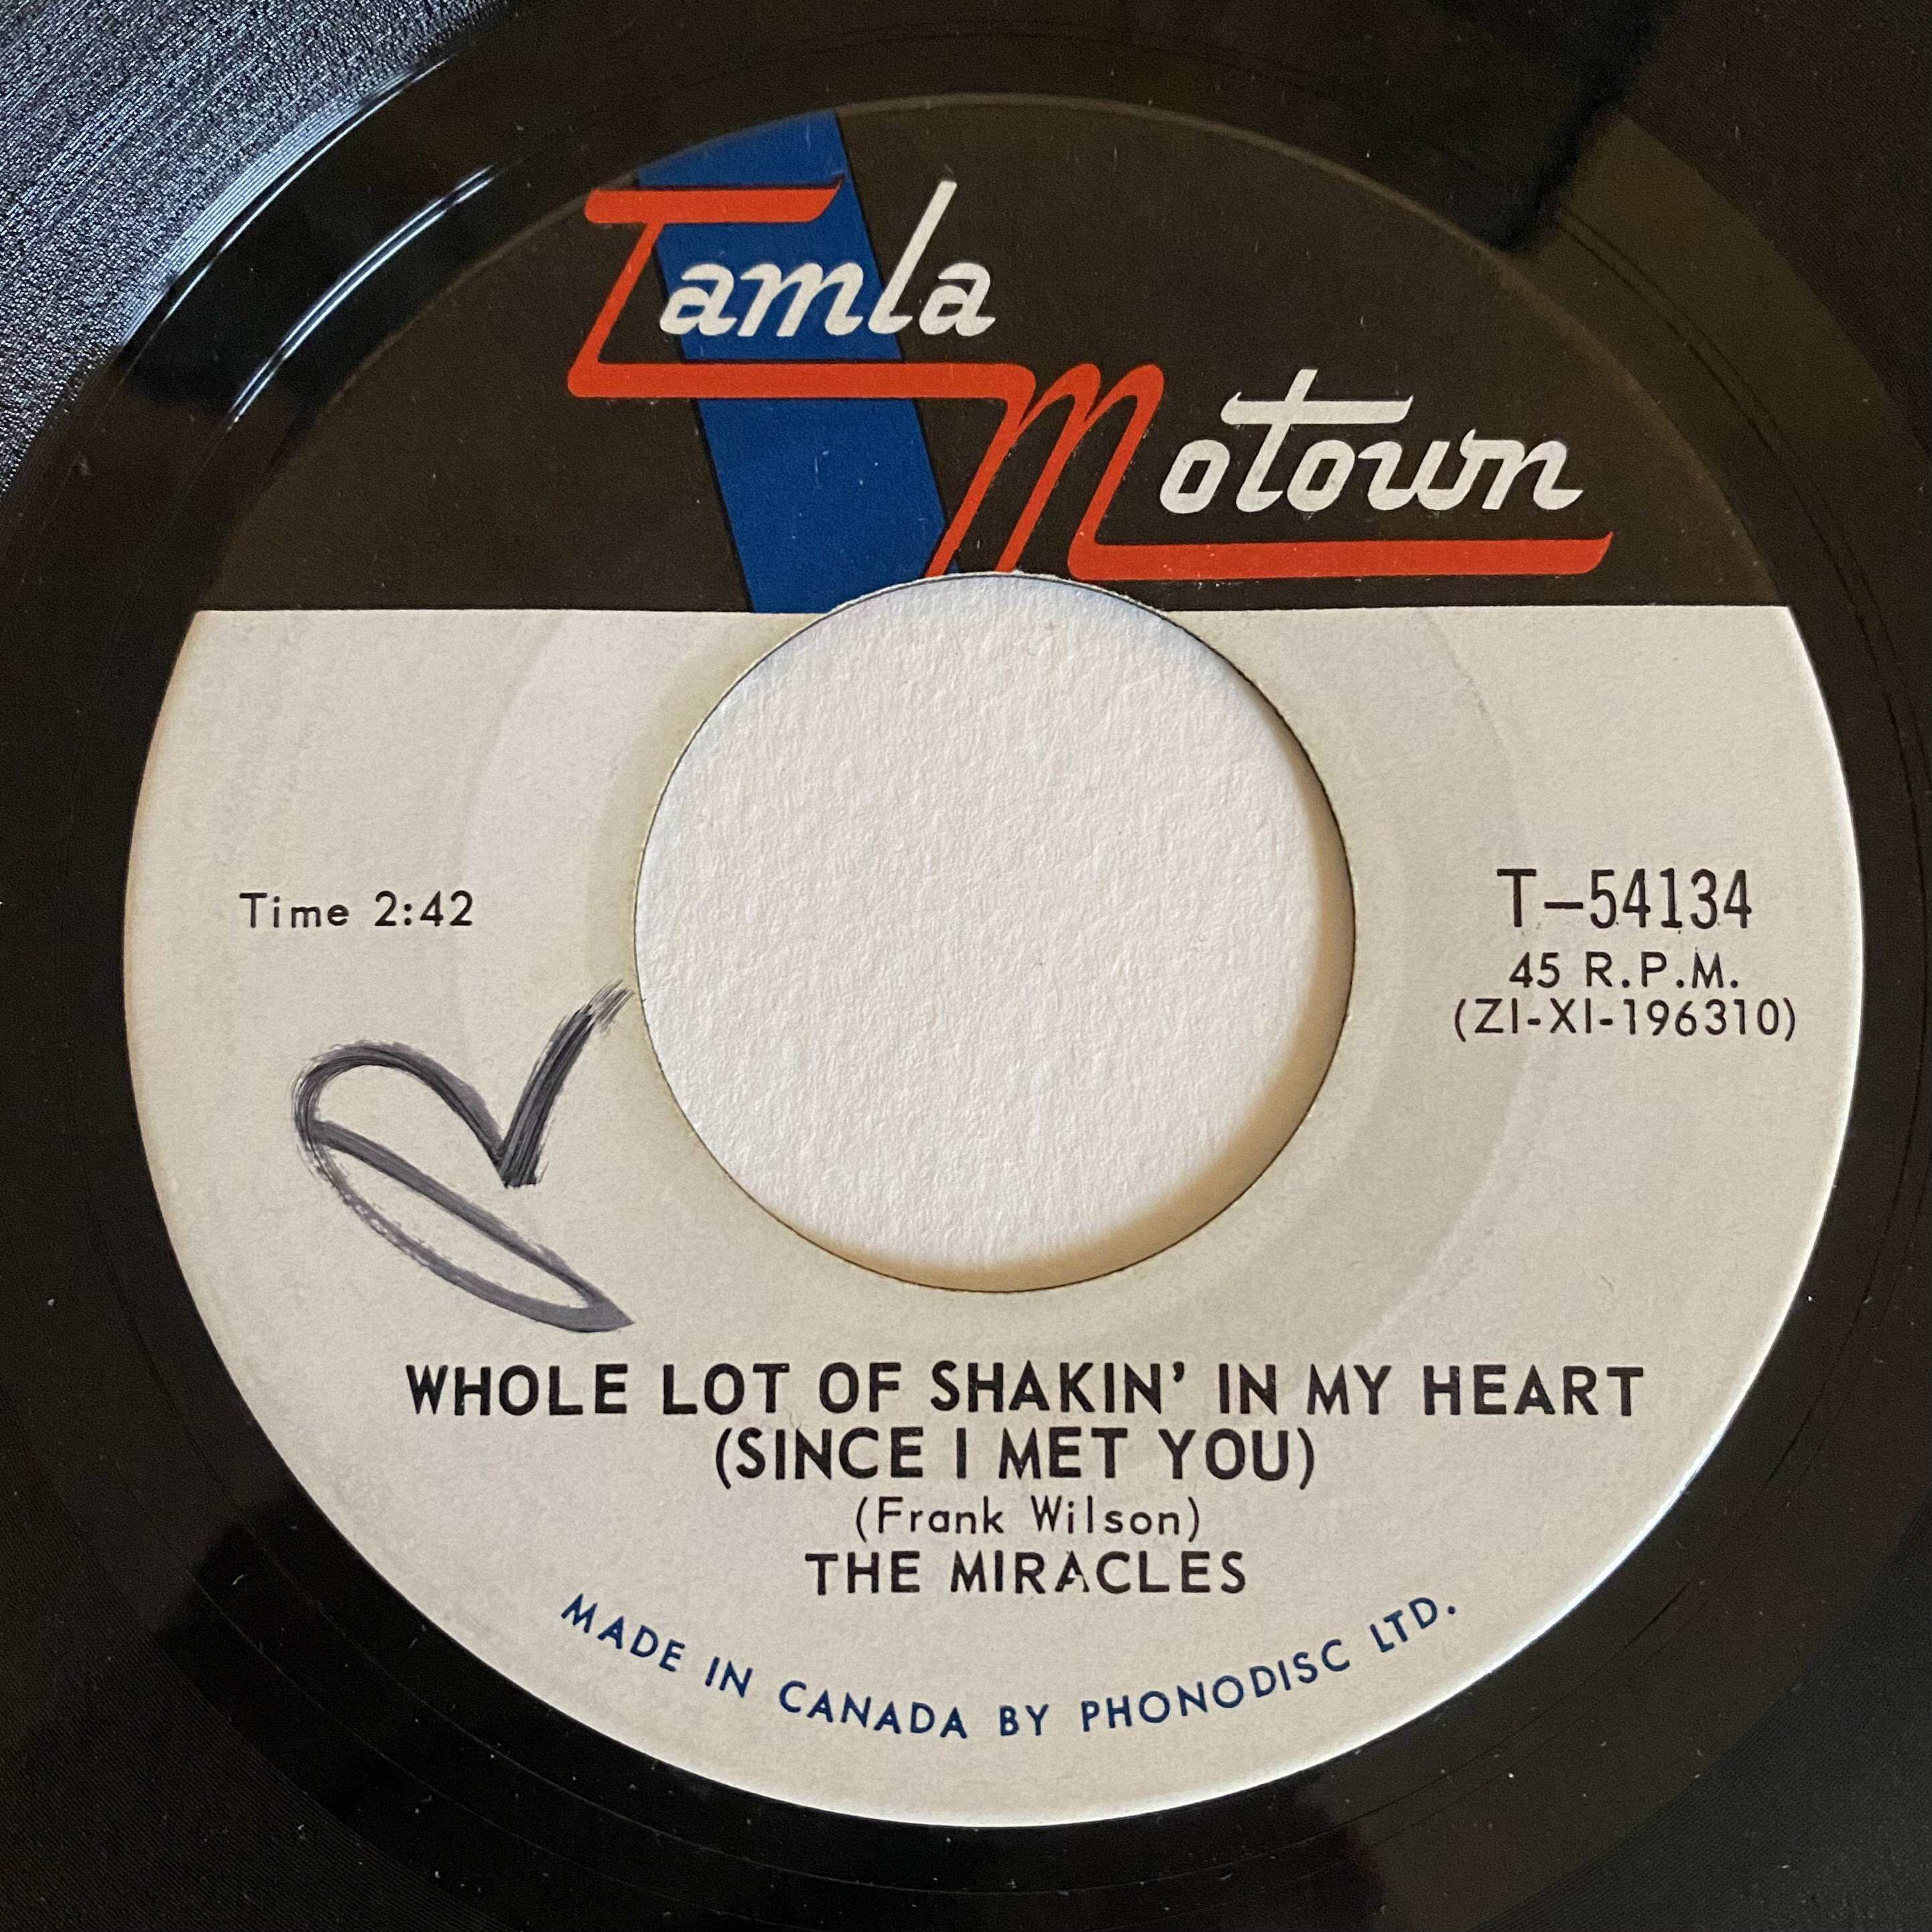 Tamla
Motown
Time 2:42
T-54134
45 R.P.M.
(ZI-XI-196310)
WHOLE LOT OF SHAKIN' IN MY HEART
(SINCE I MET YOU)
(Frank Wilson)
THE MIRACLES
MADE IN CANADA BY PHONODISC LTD.